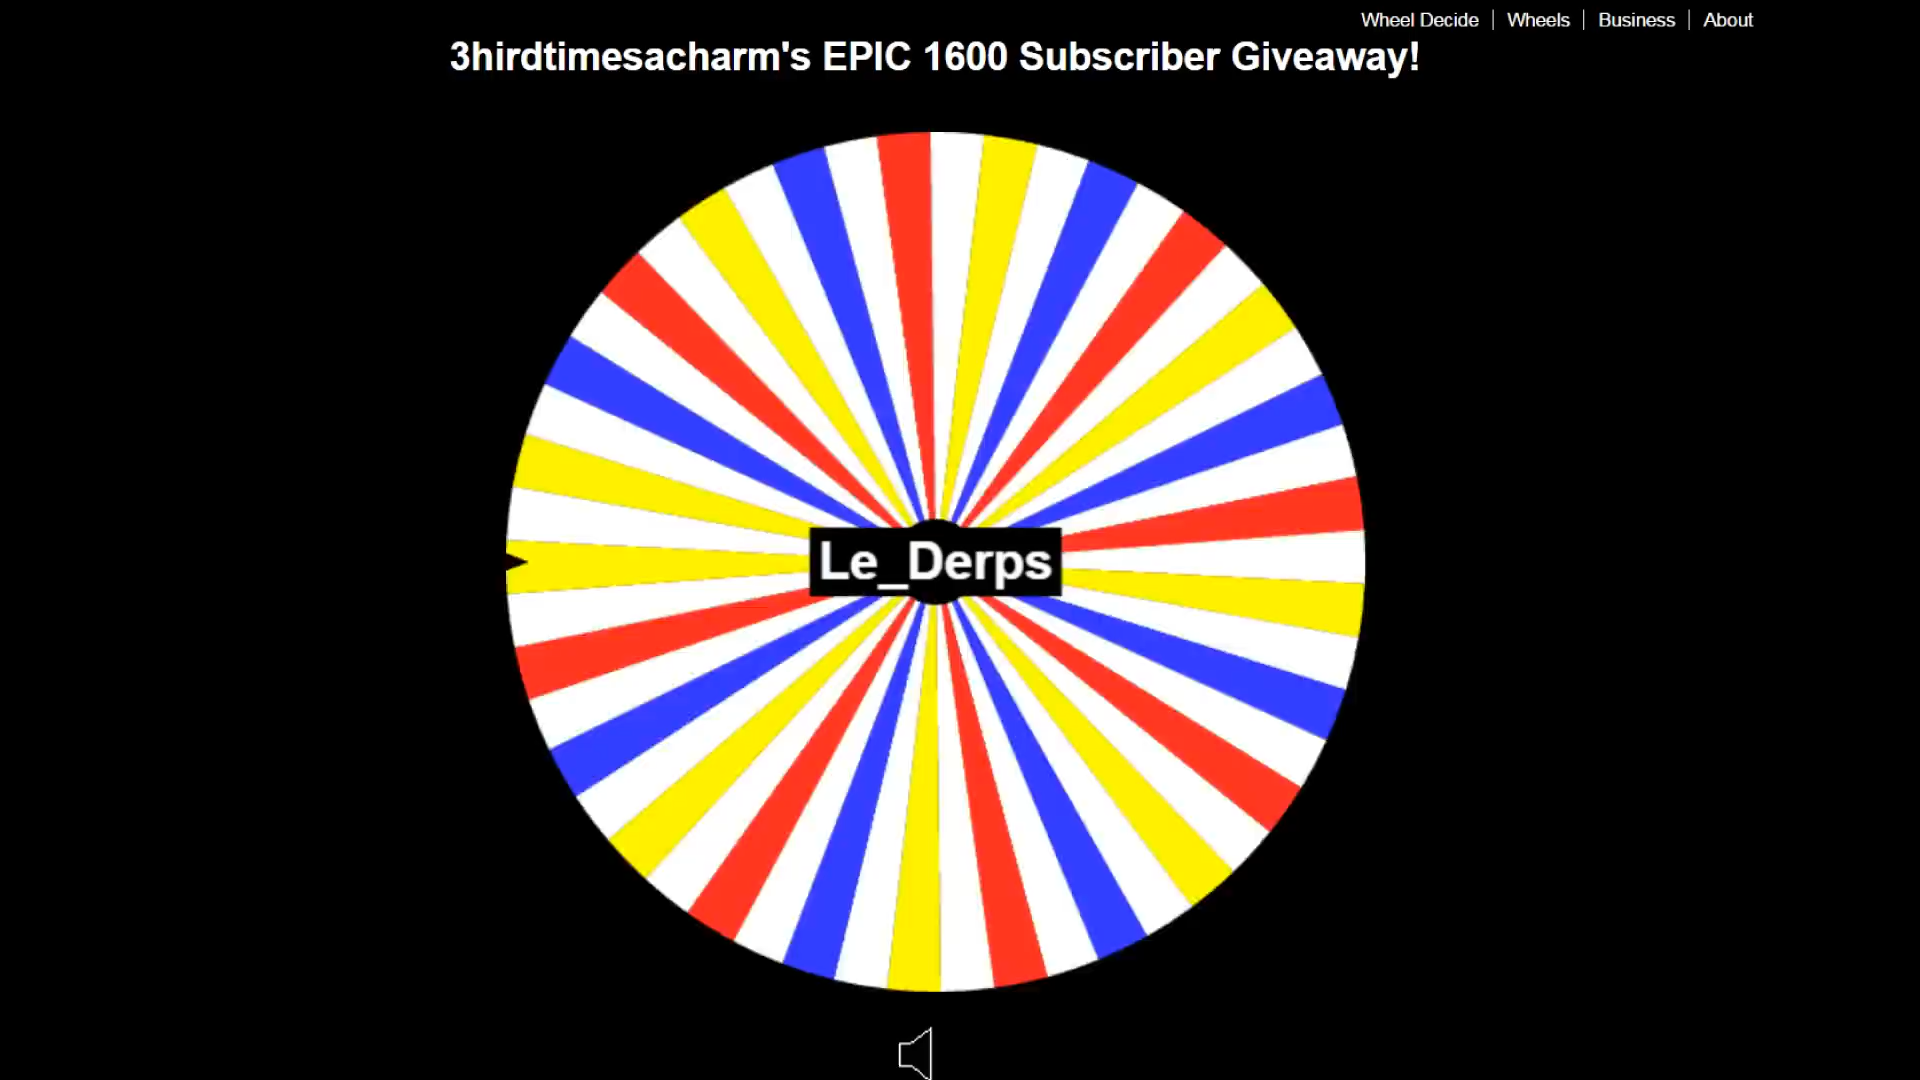 Wheel Decide Wheels Business About
3hirdtimesacharm's EPIC 1600 Subscriber Giveaway!
Le_Derps